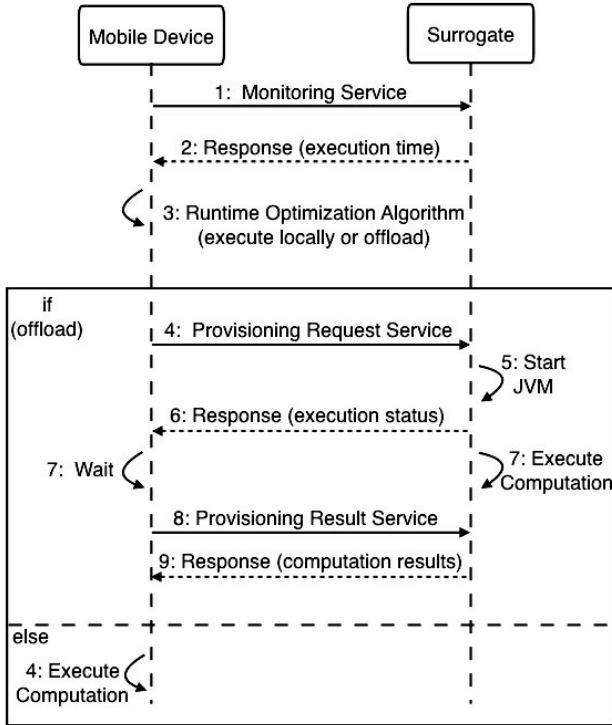 Mobile Device
Surrogate
1: Monitoring Service
2: Response (execution time)
3: Runtime Optimization Algorithm
(execute locally or offload)
if
(offload)
4: Provisioning Request Service
5: Start
JVM
6: Response (execution status)
7: Wait
7: Execute
Computation
8: Provisioning Result Service
9: Response (computation results)
else
4: Execute
Computation